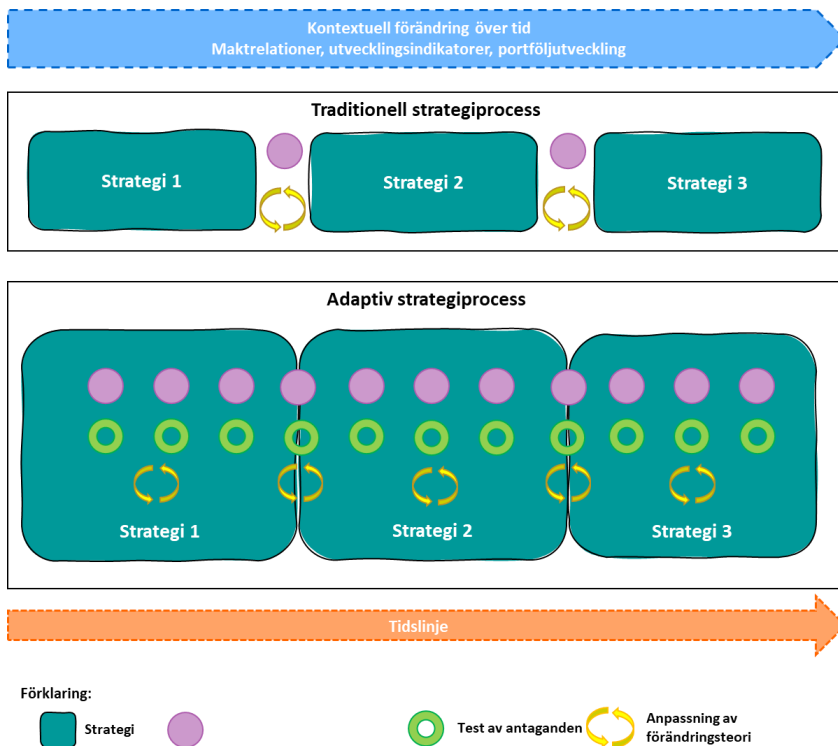 Kontextuell förändring över tid
Maktrelationer, utvecklingsindikatorer, portföljutveckling
Traditionell strategiprocess
Strategi 1
Strategi 2
Strategi 3
Adaptiv strategiprocess
Strategi 1
Strategi 2
Strategi 3
Tidslinje
Förklaring:
Strategi
Test av antaganden
Anpassning av
förändringsteori